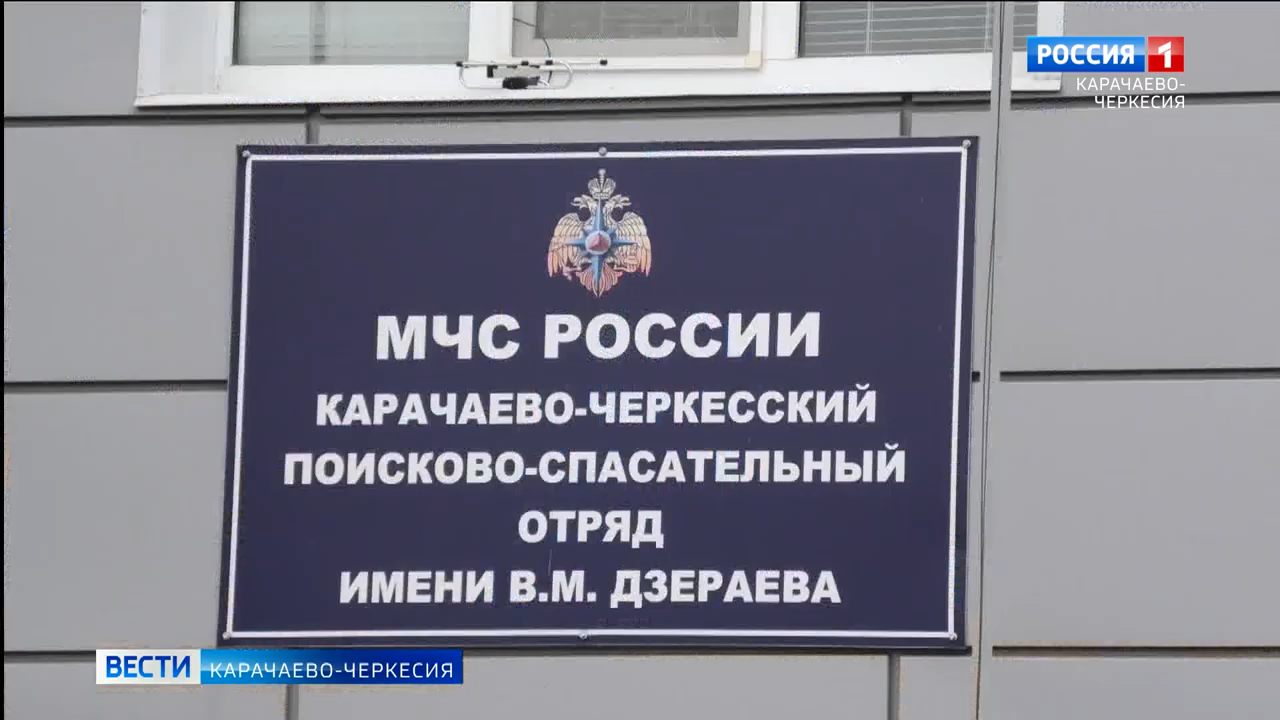 РОССИЯ 1
КАРАЧАЕВО-
ЧЕРКЕСИЯ
МЧС РОССИИ
КАРАЧАЕВО-ЧЕРКЕССКИЙ
ПОИСКОВО-СПАСАТЕЛЬНЫЙ
ОТРЯД
ИМЕНИ В.М. ДЗЕРАЕВА
ВЕСТИ КАРАЧАЕВО-ЧЕРКЕСИЯ